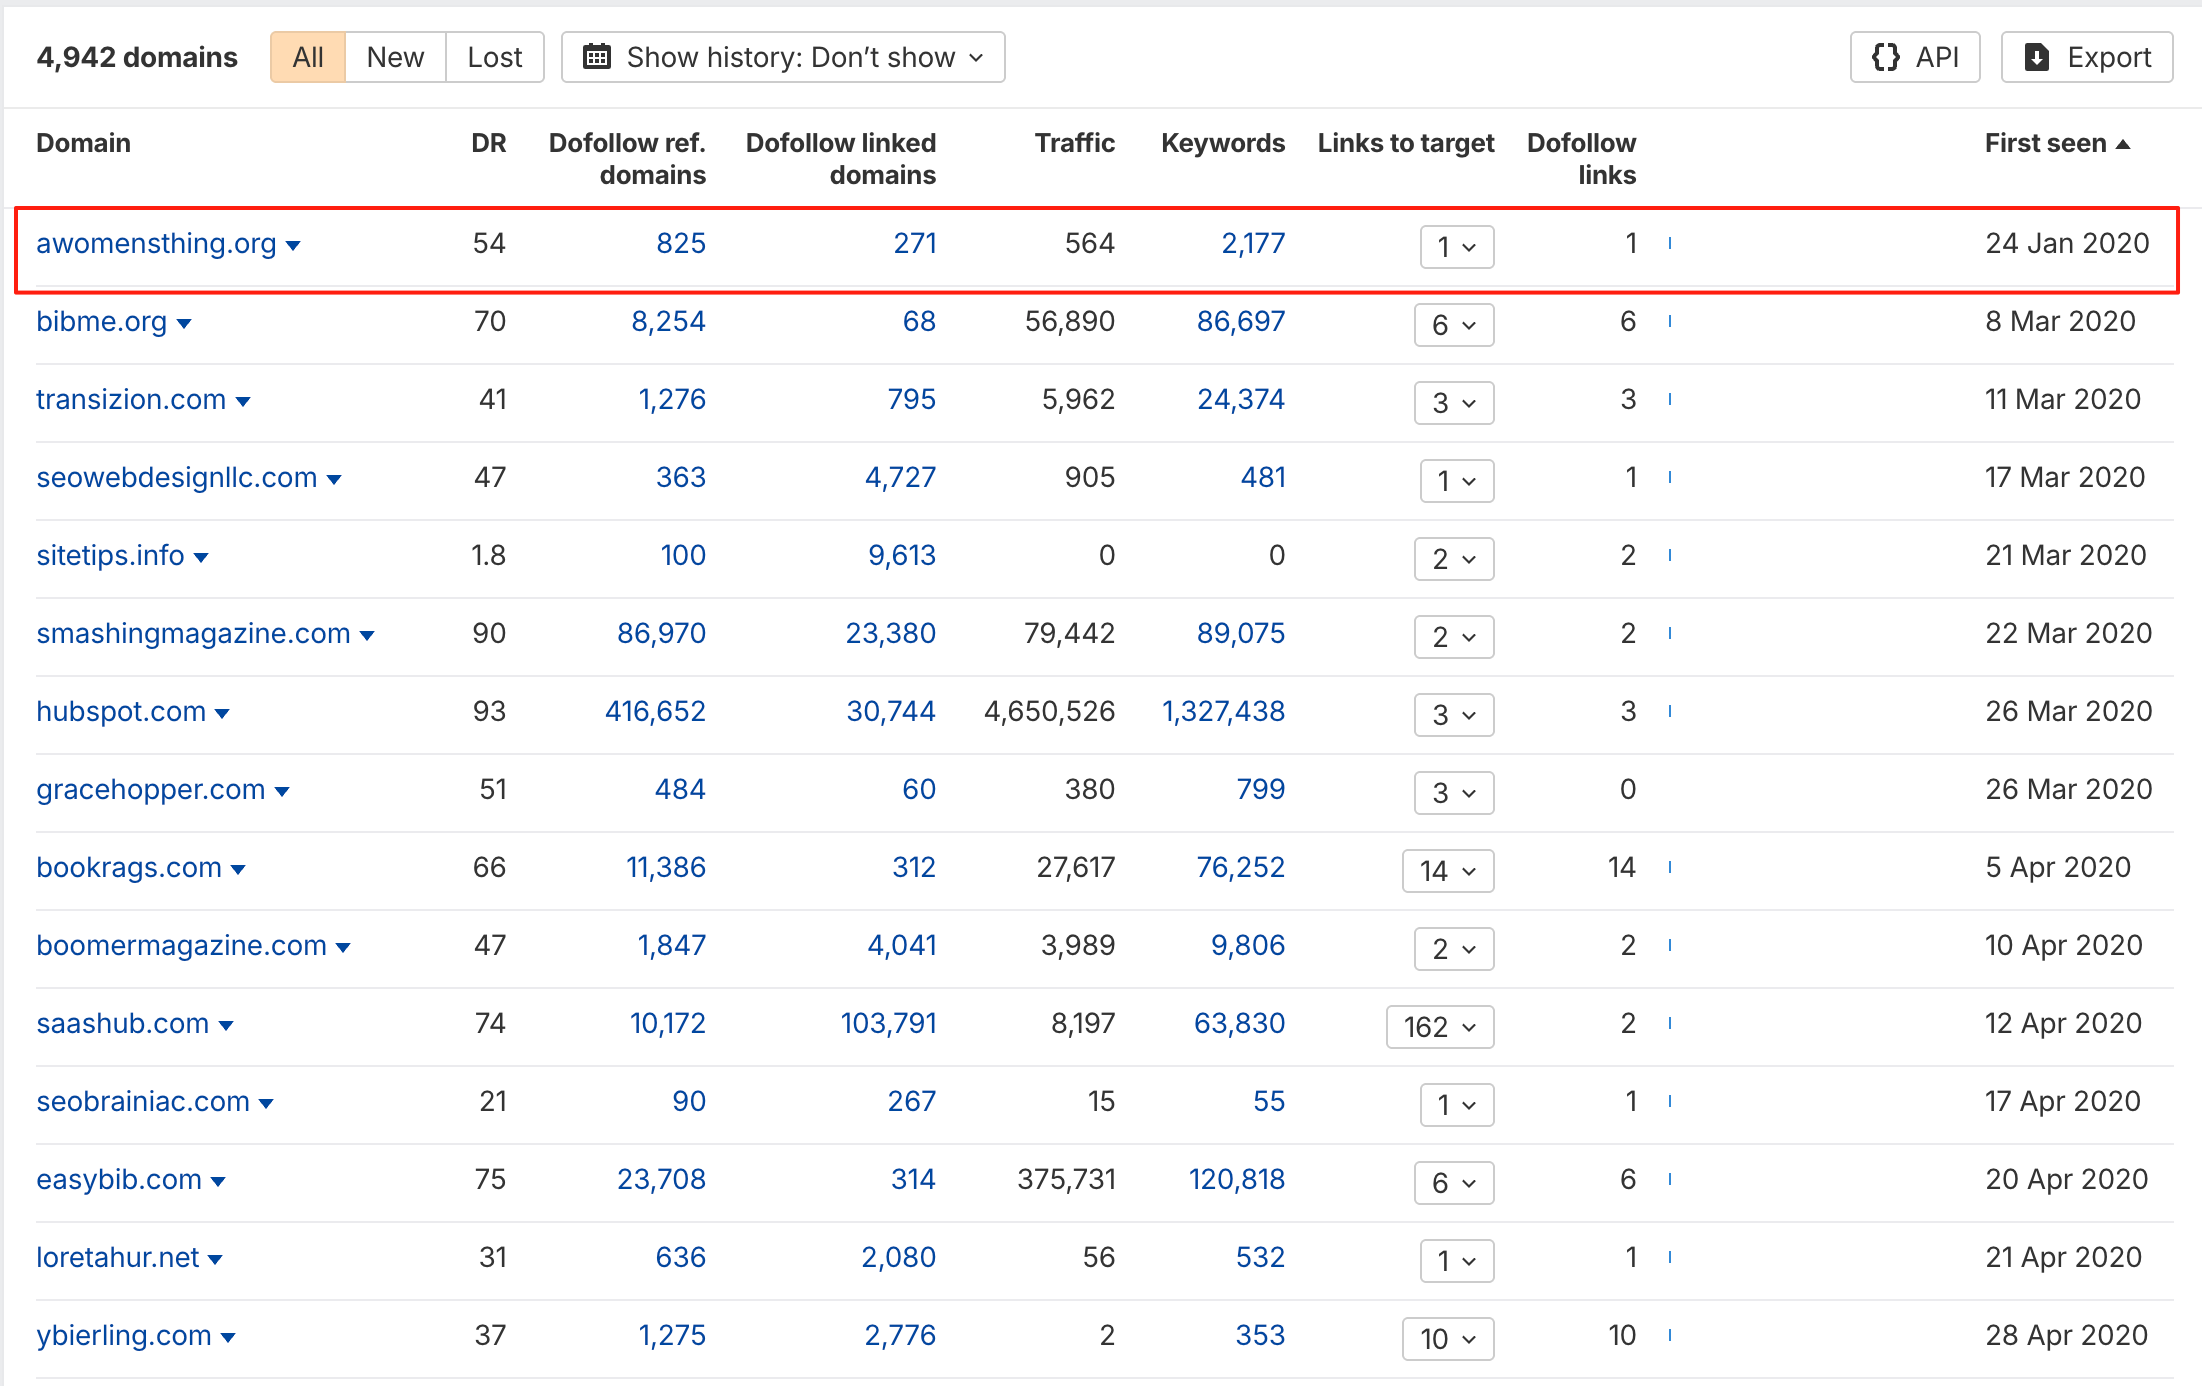 4,942 domains All New Lost Show history: Don’t show API Export
Domain DR Dofollow ref. domains Dofollow linked domains Traffic Keywords Links to target Dofollow links First seen
awomensthing.org 54 825 271 564 2,177 1 1 24 Jan 2020
bibme.org 70 8,254 68 56,890 86,697 6 6 8 Mar 2020
transizion.com 41 1,276 795 5,962 24,374 3 3 11 Mar 2020
seowebdesignllc.com 47 363 4,727 905 481 1 1 17 Mar 2020
sitetips.info 1.8 100 9,613 0 0 2 2 21 Mar 2020
smashingmagazine.com 90 86,970 23,380 79,442 89,075 2 2 22 Mar 2020
hubspot.com 93 416,652 30,744 4,650,526 1,327,438 3 3 26 Mar 2020
gracehopper.com 51 484 60 380 799 3 0 26 Mar 2020
bookrags.com 66 11,386 312 27,617 76,252 14 14 5 Apr 2020
boomermagazine.com 47 1,847 4,041 3,989 9,806 2 2 10 Apr 2020
saashub.com 74 10,172 103,791 8,197 63,830 162 2 12 Apr 2020
seobrainiac.com 21 90 267 15 55 1 1 17 Apr 2020
easybib.com 75 23,708 314 375,731 120,818 6 6 20 Apr 2020
loretahur.net 31 636 2,080 56 532 1 1 21 Apr 2020
ybierling.com 37 1,275 2,776 2 353 10 10 28 Apr 2020